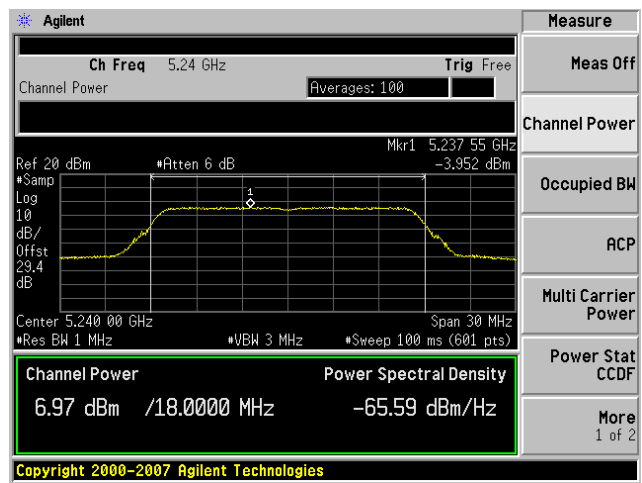 Agilent
Measure
Ch Freq 5.24 GHz Trig Free
Channel Power Averages: 100
Mkr1 5.237 55 GHz
Ref 20 dBm #Atten 6 dB -3.952 dBm
#Samp
Log
10
dB/
Offst
29.4
dB
1
Center 5.240 00 GHz Span 30 MHz
#Res BW 1 MHz #VBW 3 MHz #Sweep 100 ms (601 pts)
Channel Power Power Spectral Density
6.97 dBm /18.0000 MHz -65.59 dBm/Hz
Copyright 2000-2007 Agilent Technologies
Meas Off
Channel Power
Occupied BW
ACP
Multi Carrier
Power
Power Stat
CCDF
More
1 of 2